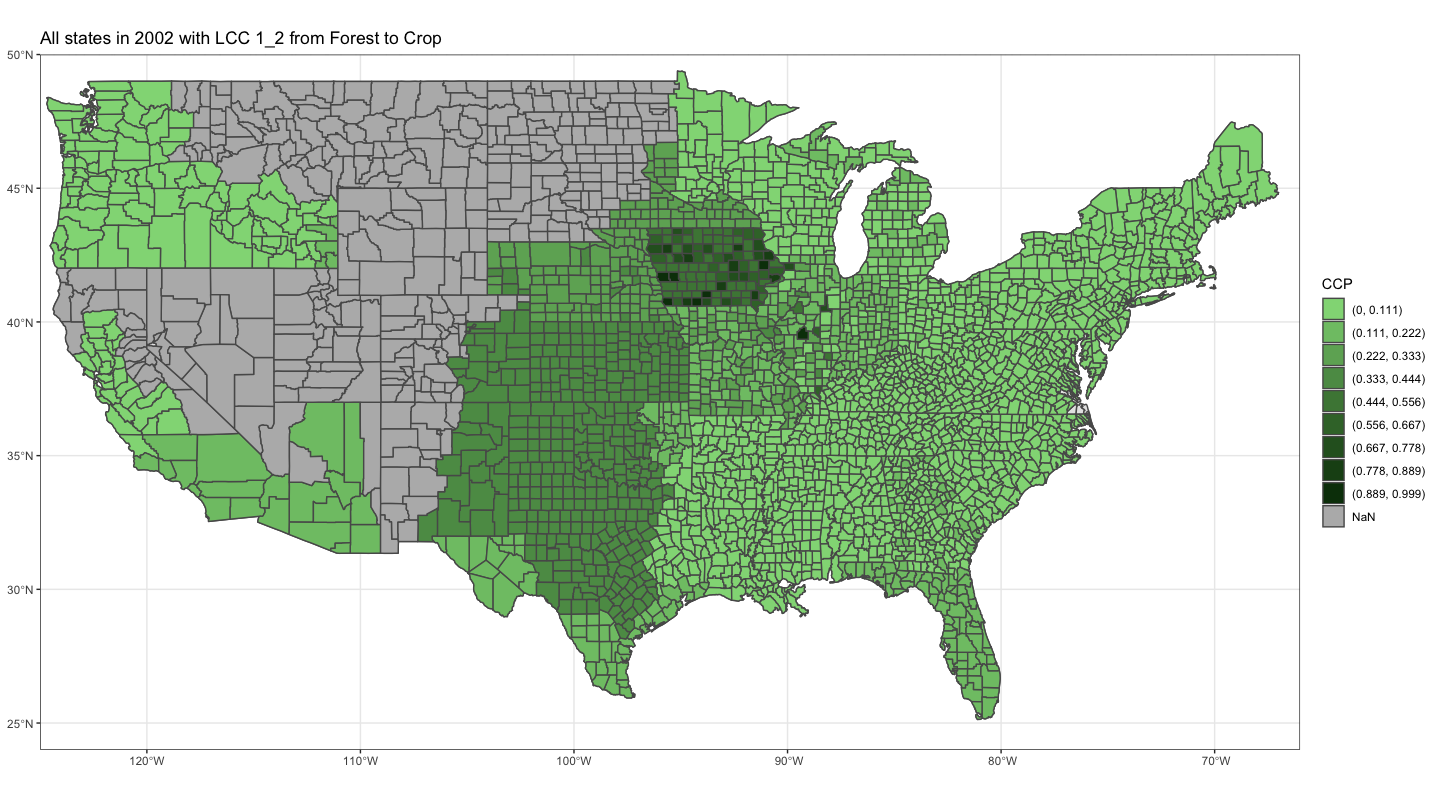 All states in 2002 with LCC 1_2 from Forest to Crop
50°N
45°N
40°N
35°N
30°N
25°N
120°W
110°W
100°W
90°W
80°W
70°W
CCP
(0, 0.111)
(0.111, 0.222)
(0.222, 0.333)
(0.333, 0.444)
(0.444, 0.556)
(0.556, 0.667)
(0.667, 0.778)
(0.778, 0.889)
(0.889, 0.999)
NaN